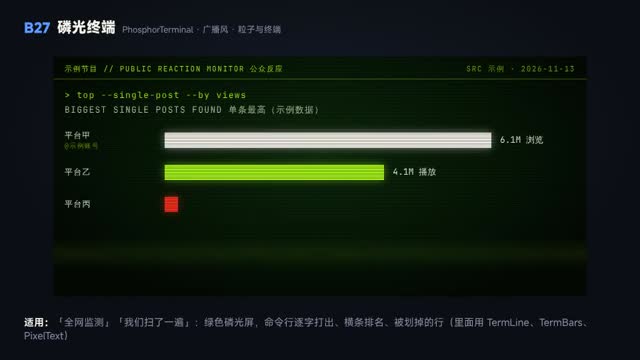 B27 磷光终端 PhosphorTerminal · 广播风 · 粒子与终端
示例节目 // PUBLIC REACTION MONITOR 公众反应 SRC 示例 · 2026-11-13
> top --single-post --by views
BIGGEST SINGLE POSTS FOUND 单条最高（示例数据）
平台甲
@示例账号
6.1M 浏览
平台乙
4.1M 播放
平台丙
适用：「全网监测」「我们扫了一遍」：绿色磷光屏，命令行逐字打出、横条排名、被划掉的行（里面用 TermLine、TermBars、
PixelText）